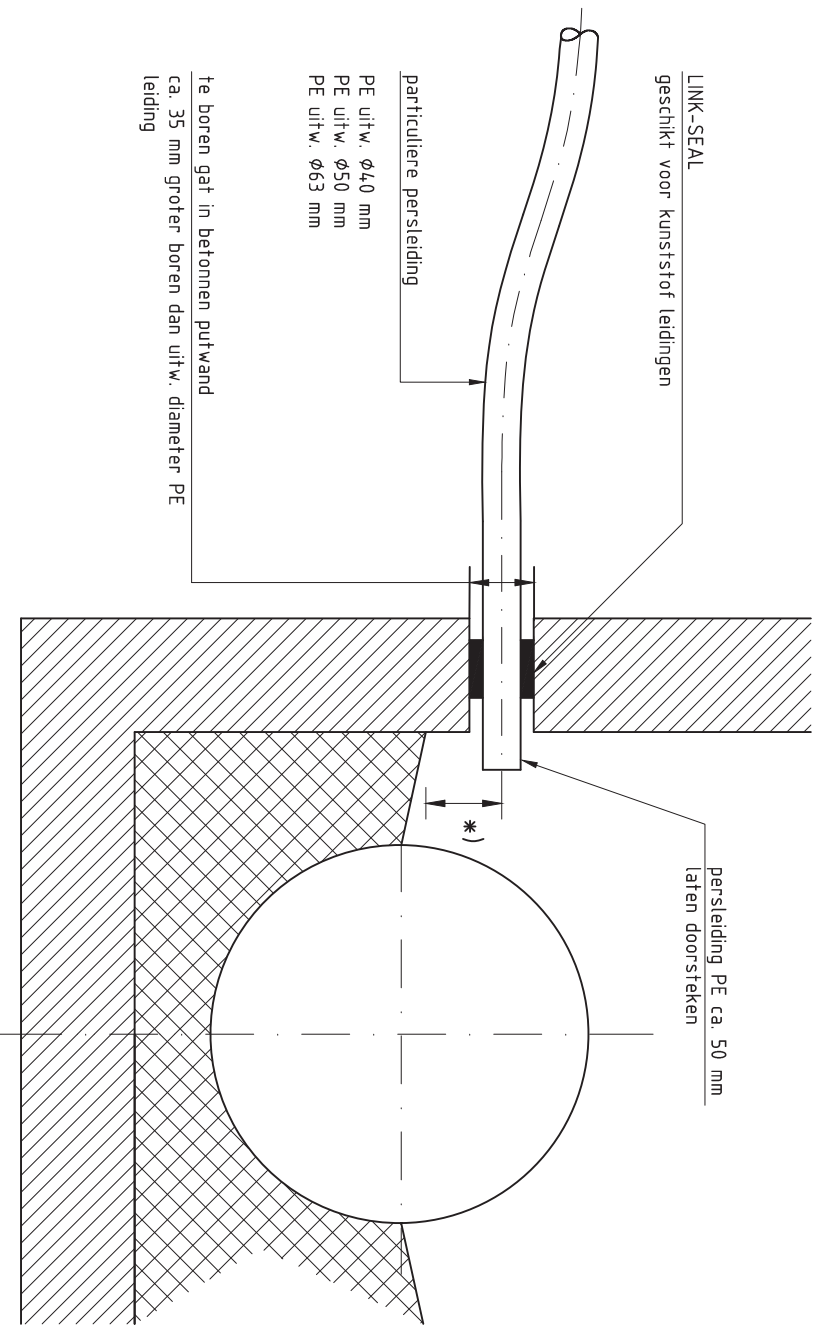 LINK-SEAL
geschikt voor kunststof leidingen
particuliere persleiding
PE uitw. Ø40 mm
PE uitw. Ø50 mm
PE uitw. Ø63 mm
te boren gat in betonnen putwand
ca. 35 mm groter boren dan uitw. diameter PE
leiding
persleiding PE ca. 50 mm
laten doorsteken
*)